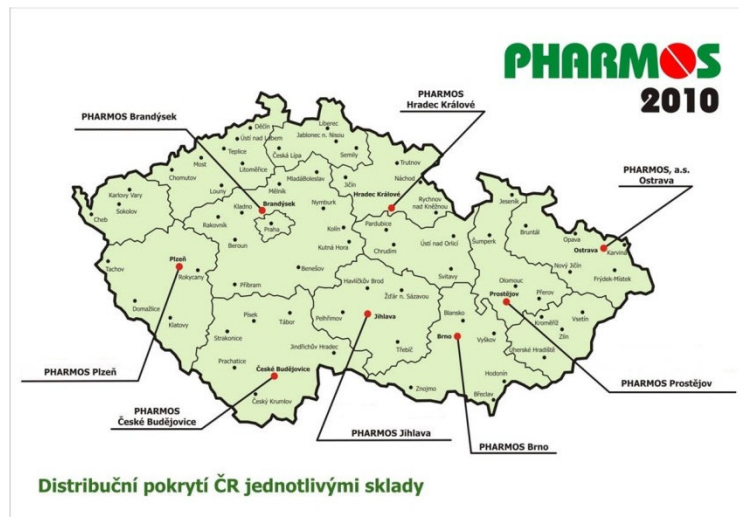 PHARMOS
2010
PHARMOS Brandýsek
PHARMOS
Hradec Králové
PHARMOS, a.s.
Ostrava
Děčín
Liberec
Ústí nad Labem
Jablonec n. Nisou
Teplice
Česká Lípa
Semily
Most
Litoměřice
Trutnov
Chomutov
MladáBoleslav
Jičín
Náchod
Karlovy Vary
Louny
Mělník
Hradec Králové
Rychnov
nad Kněžnou
Jeseník
Sokolov
Kladno
Brandýsek
Nymburk
Cheb
Rakovník
Praha
Kolín
Pardubice
Bruntál
Opava
Beroun
Kutná Hora
Chrudim
Ústí nad Orlicí
Šumperk
Ostrava
Karviná
Plzeň
Tachov
Rokycany
Benešov
Svitavy
Nový Jičín
Frýdek-Místek
Příbram
Havlíčkův Brod
Olomouc
Žďár n. Sázavou
Prostějov
Přerov
Domažlice
Klatovy
Písek
Tábor
Pelhřimov
Jihlava
Blansko
Kroměříž
Vsetín
Strakonice
Brno
Vyškov
Zlín
Jindřichův Hradec
Třebíč
Uherské Hradiště
Prachatice
České Budějovice
Znojmo
Hodonín
Břeclav
Český Krumlov
PHARMOS Plzeň
PHARMOS Prostějov
PHARMOS
České Budějovice
PHARMOS Jihlava
PHARMOS Brno
Distribuční pokrytí ČR jednotlivými sklady